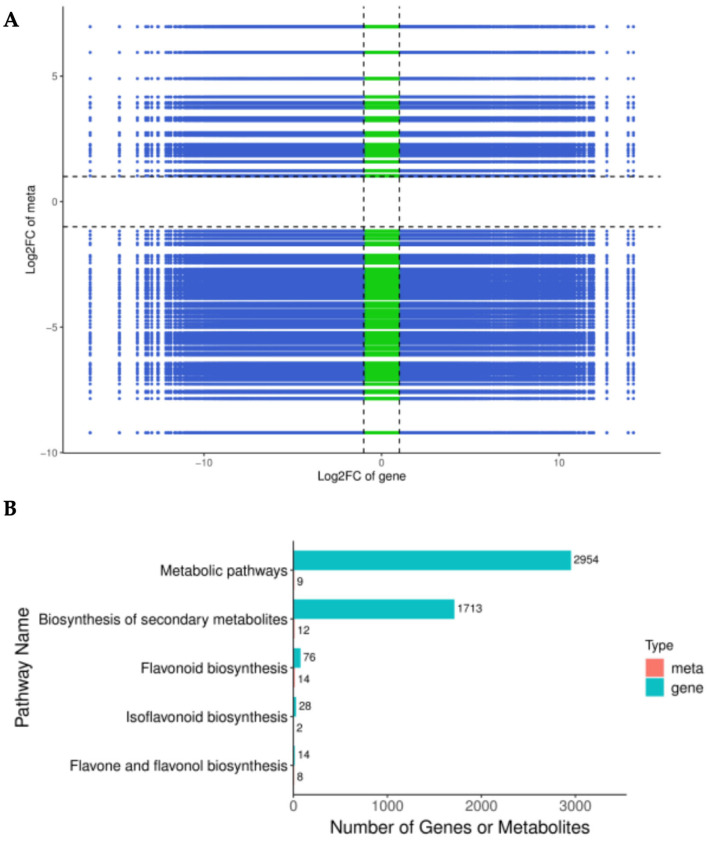 A
Log2FC of meta
5
0
−5
−10
−10
0
10
Log2FC of gene
B
Pathway Name
Metabolic pathways
2954
9
Biosynthesis of secondary metabolites
1713
12
Flavonoid biosynthesis
76
14
Isoflavonoid biosynthesis
28
2
Flavone and flavonol biosynthesis
14
8
0
1000
2000
3000
Number of Genes or Metabolites
Type
meta
gene